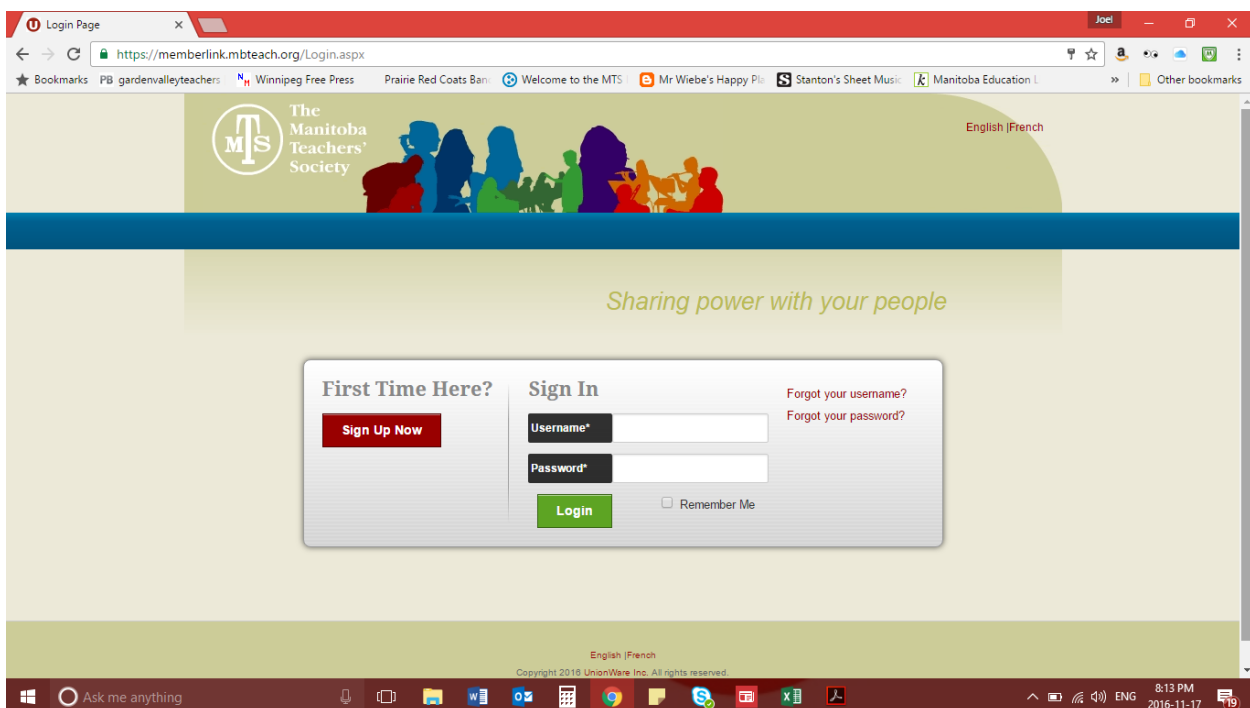 Login Page
Joel
https://memberlink.mbteach.org/Login.aspx
Bookmarks PB gardenvalleyteachers Winnipeg Free Press Prairie Red Coats Ban Welcome to the MTS Mr Wiebe's Happy Pla Stanton's Sheet Music Manitoba Education L » Other bookmarks
The
Manitoba
Teachers'
Society
MTS
English |French
Sharing power with your people
First Time Here?
Sign Up Now
Sign In
Username*
Password*
Login
Remember Me
Forgot your username?
Forgot your password?
English |French
Copyright 2016 UnionWare Inc. All rights reserved.
Ask me anything
ENG
8:13 PM
2016-11-17
19